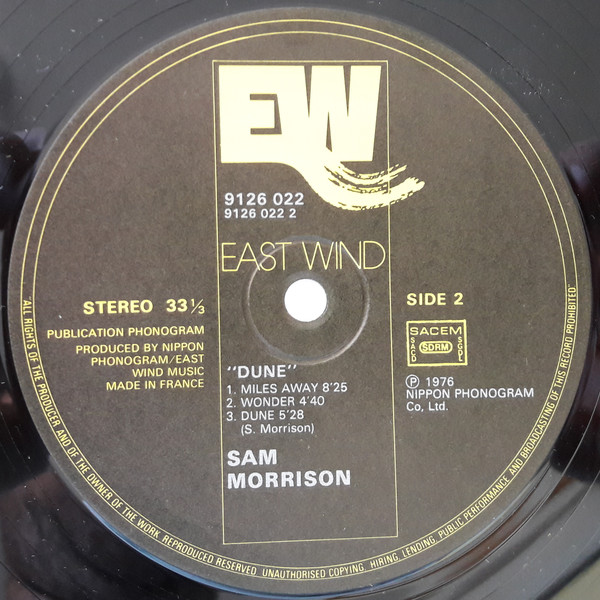 EW
9126 022
9126 022 2
EAST WIND
STEREO 33⅓
PUBLICATION PHONOGRAM
PRODUCED BY NIPPON
PHONOGRAM/EAST
WIND MUSIC
MADE IN FRANCE
SIDE 2
SACEM
SACD
SDRM
SGDL
℗ 1976
NIPPON PHONOGRAM
Co, Ltd.
"DUNE"
1. MILES AWAY 8'25
2. WONDER 4'40
3. DUNE 5'28
(S. Morrison)
SAM
MORRISON
ALL RIGHTS OF THE PRODUCER AND OF THE OWNER OF THE WORK REPRODUCED RESERVED. UNAUTHORISED COPYING, HIRING, LENDING, PUBLIC PERFORMANCE AND BROADCASTING OF THIS RECORD PROHIBITED